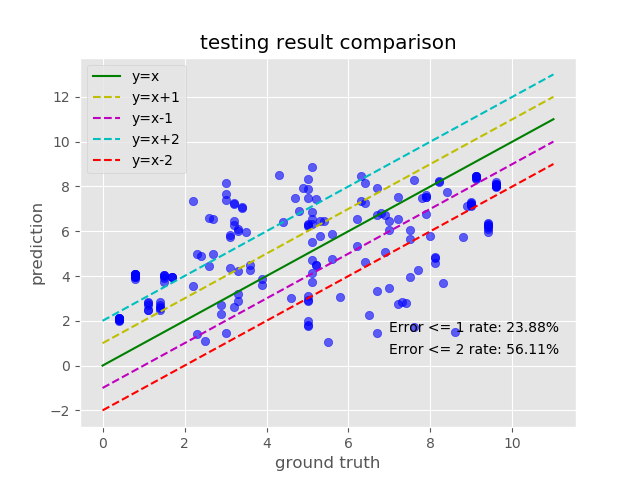 testing result comparison
y=x
y=x+1
y=x-1
y=x+2
y=x-2
12
10
8
6
4
2
0
−2
prediction
Error <= 1 rate: 23.88%
Error <= 2 rate: 56.11%
0 2 4 6 8 10
ground truth